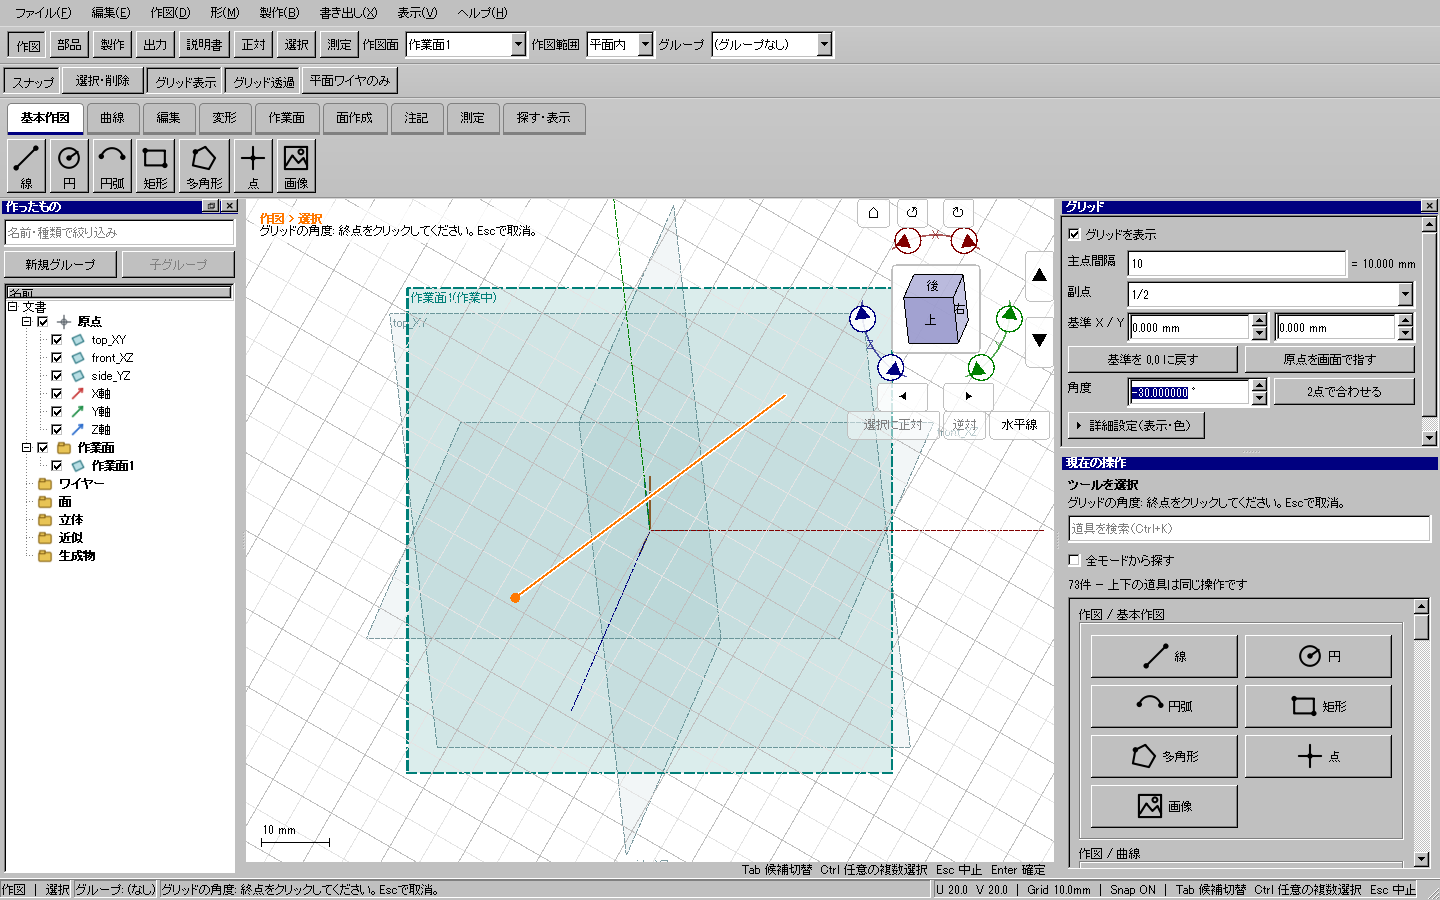 ファイル(F) 編集(E) 作図(D) 形(M) 製作(B) 書き出し(X) 表示(V) ヘルプ(H)
作図 部品 製作 出力 説明書 正対 選択 測定 作図面 作業面1 作図範囲 平面内 グループ (グループなし)
スナップ 選択・削除 グリッド表示 グリッド透過 平面ワイヤのみ
基本作図 曲線 編集 変形 作業面 面作成 注記 測定 探す・表示
線 円 円弧 矩形 多角形 点 画像
作ったもの
名前・種類で絞り込み
新規グループ 子グループ
名前
文書
原点
top_XY
front_XZ
side_YZ
X軸
Y軸
Z軸
作業面
作業面1
ワイヤー
面
立体
近似
生成物
作図 > 選択
グリッドの角度: 終点をクリックしてください。Escで取消。
作業面1(作業中)
top_XY
X
後
上
右
Z
Y
選択に正対 逆対 水平線
front_XZ
10 mm
Tab 候補切替 Ctrl 任意の複数選択 Esc 中止 Enter 確定
グリッド
グリッドを表示
主点間隔 10 = 10.000 mm
副点 1/2
基準 X / Y 0.000 mm 0.000 mm
基準を 0,0 に戻す 原点を画面で指す
角度 -30.000000 ° 2点で合わせる
詳細設定(表示・色)
現在の操作
ツールを選択
グリッドの角度: 終点をクリックしてください。Escで取消。
道具を検索(Ctrl+K)
全モードから探す
73件 - 上下の道具は同じ操作です
作図 / 基本作図
線 円
円弧 矩形
多角形 点
画像
作図 / 曲線
作図 | 選択 グループ: (なし) グリッドの角度: 終点をクリックしてください。Escで取消。 U 20.0 V 20.0 | Grid 10.0mm | Snap ON | Tab 候補切替 Ctrl 任意の複数選択 Esc 中止